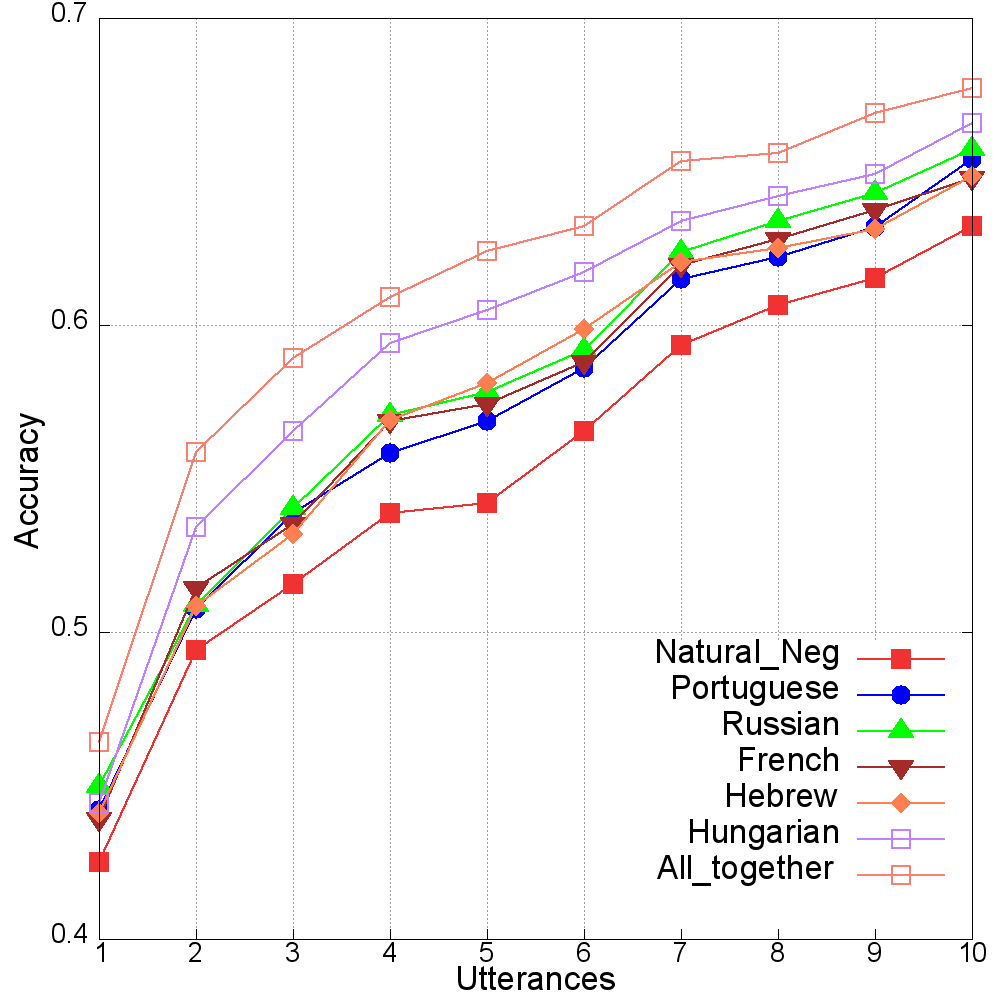 0.7
0.6
0.5
0.4
Accuracy
1 2 3 4 5 6 7 8 9 10
Utterances
Natural_Neg
Portuguese
Russian
French
Hebrew
Hungarian
All_together